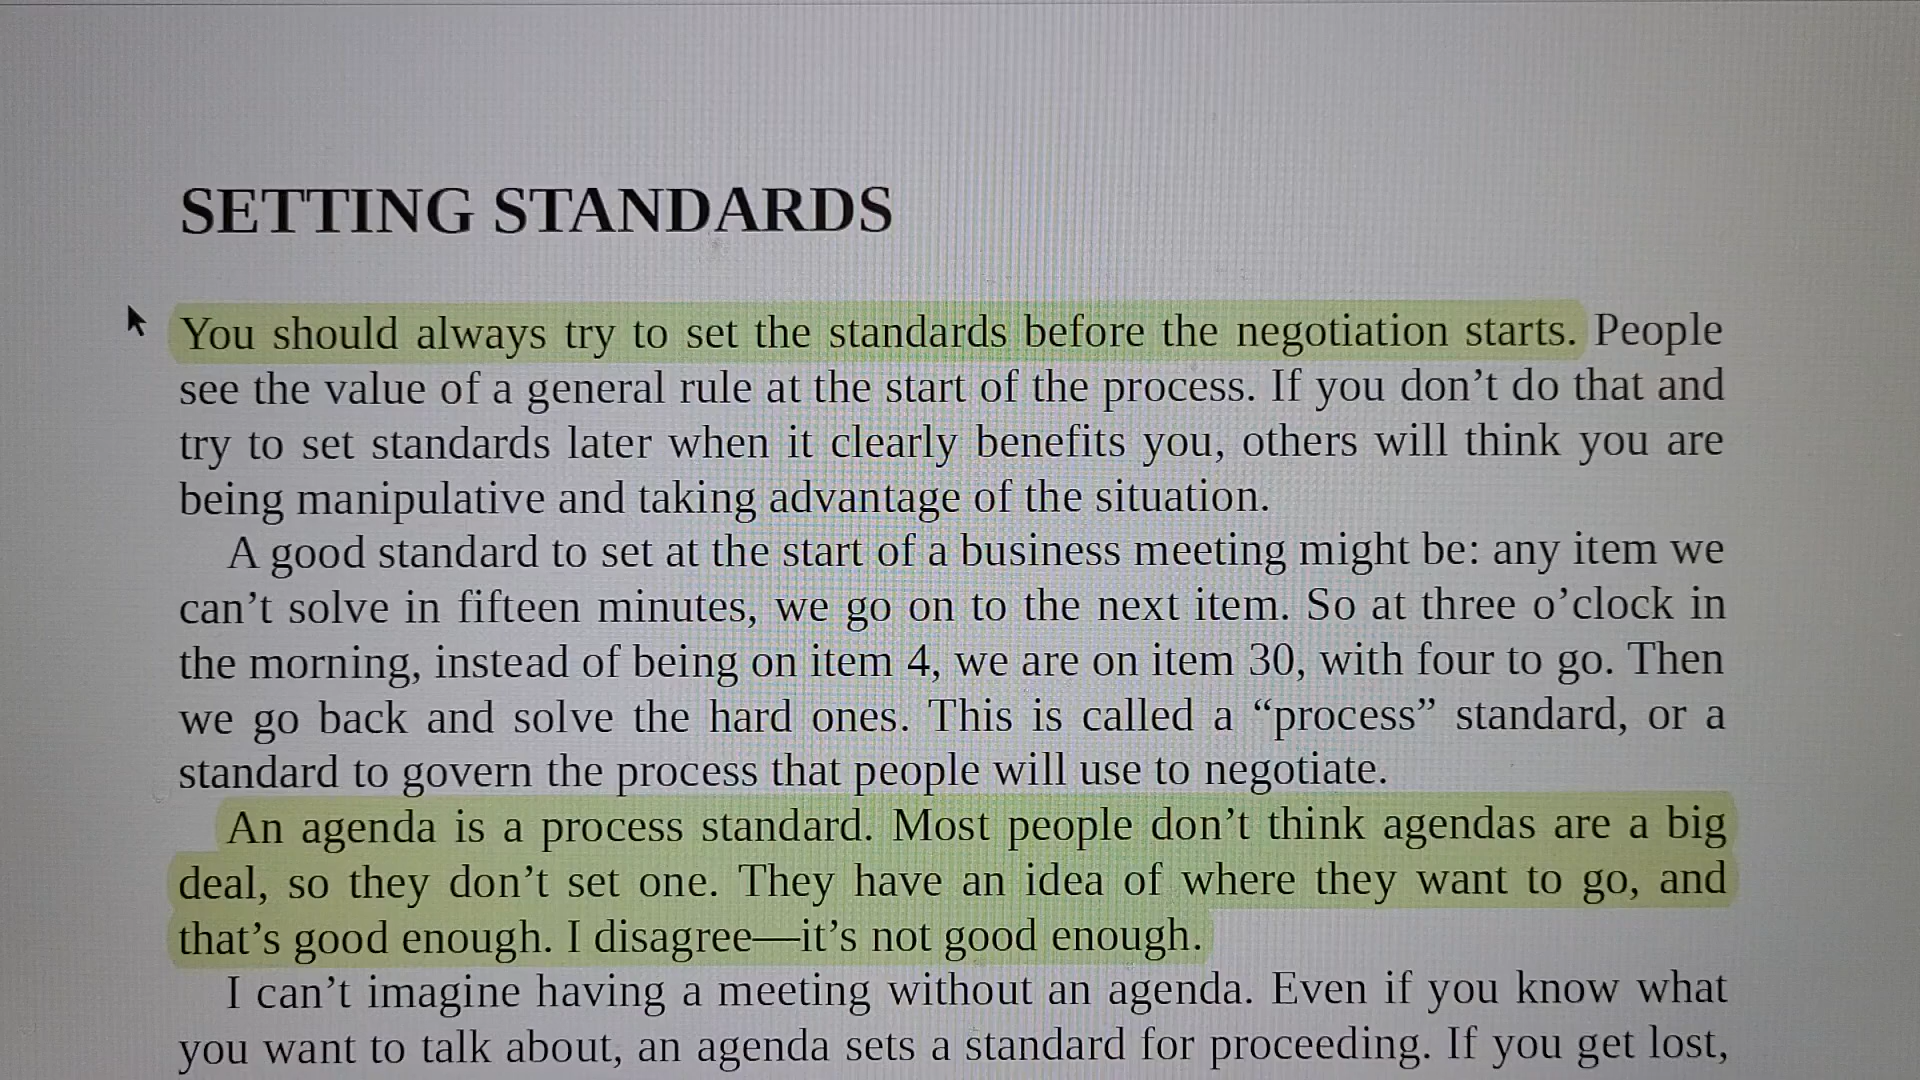 SETTING STANDARDS
You should always try to set the standards before the negotiation starts. People
see the value of a general rule at the start of the process. If you don’t do that and
try to set standards later when it clearly benefits you, others will think you are
being manipulative and taking advantage of the situation.
A good standard to set at the start of a business meeting might be: any item we
can’t solve in fifteen minutes, we go on to the next item. So at three o’clock in
the morning, instead of being on item 4, we are on item 30, with four to go. Then
we go back and solve the hard ones. This is called a “process” standard, or a
standard to govern the process that people will use to negotiate.
An agenda is a process standard. Most people don’t think agendas are a big
deal, so they don’t set one. They have an idea of where they want to go, and
that’s good enough. I disagree—it’s not good enough.
I can’t imagine having a meeting without an agenda. Even if you know what
you want to talk about, an agenda sets a standard for proceeding. If you get lost,